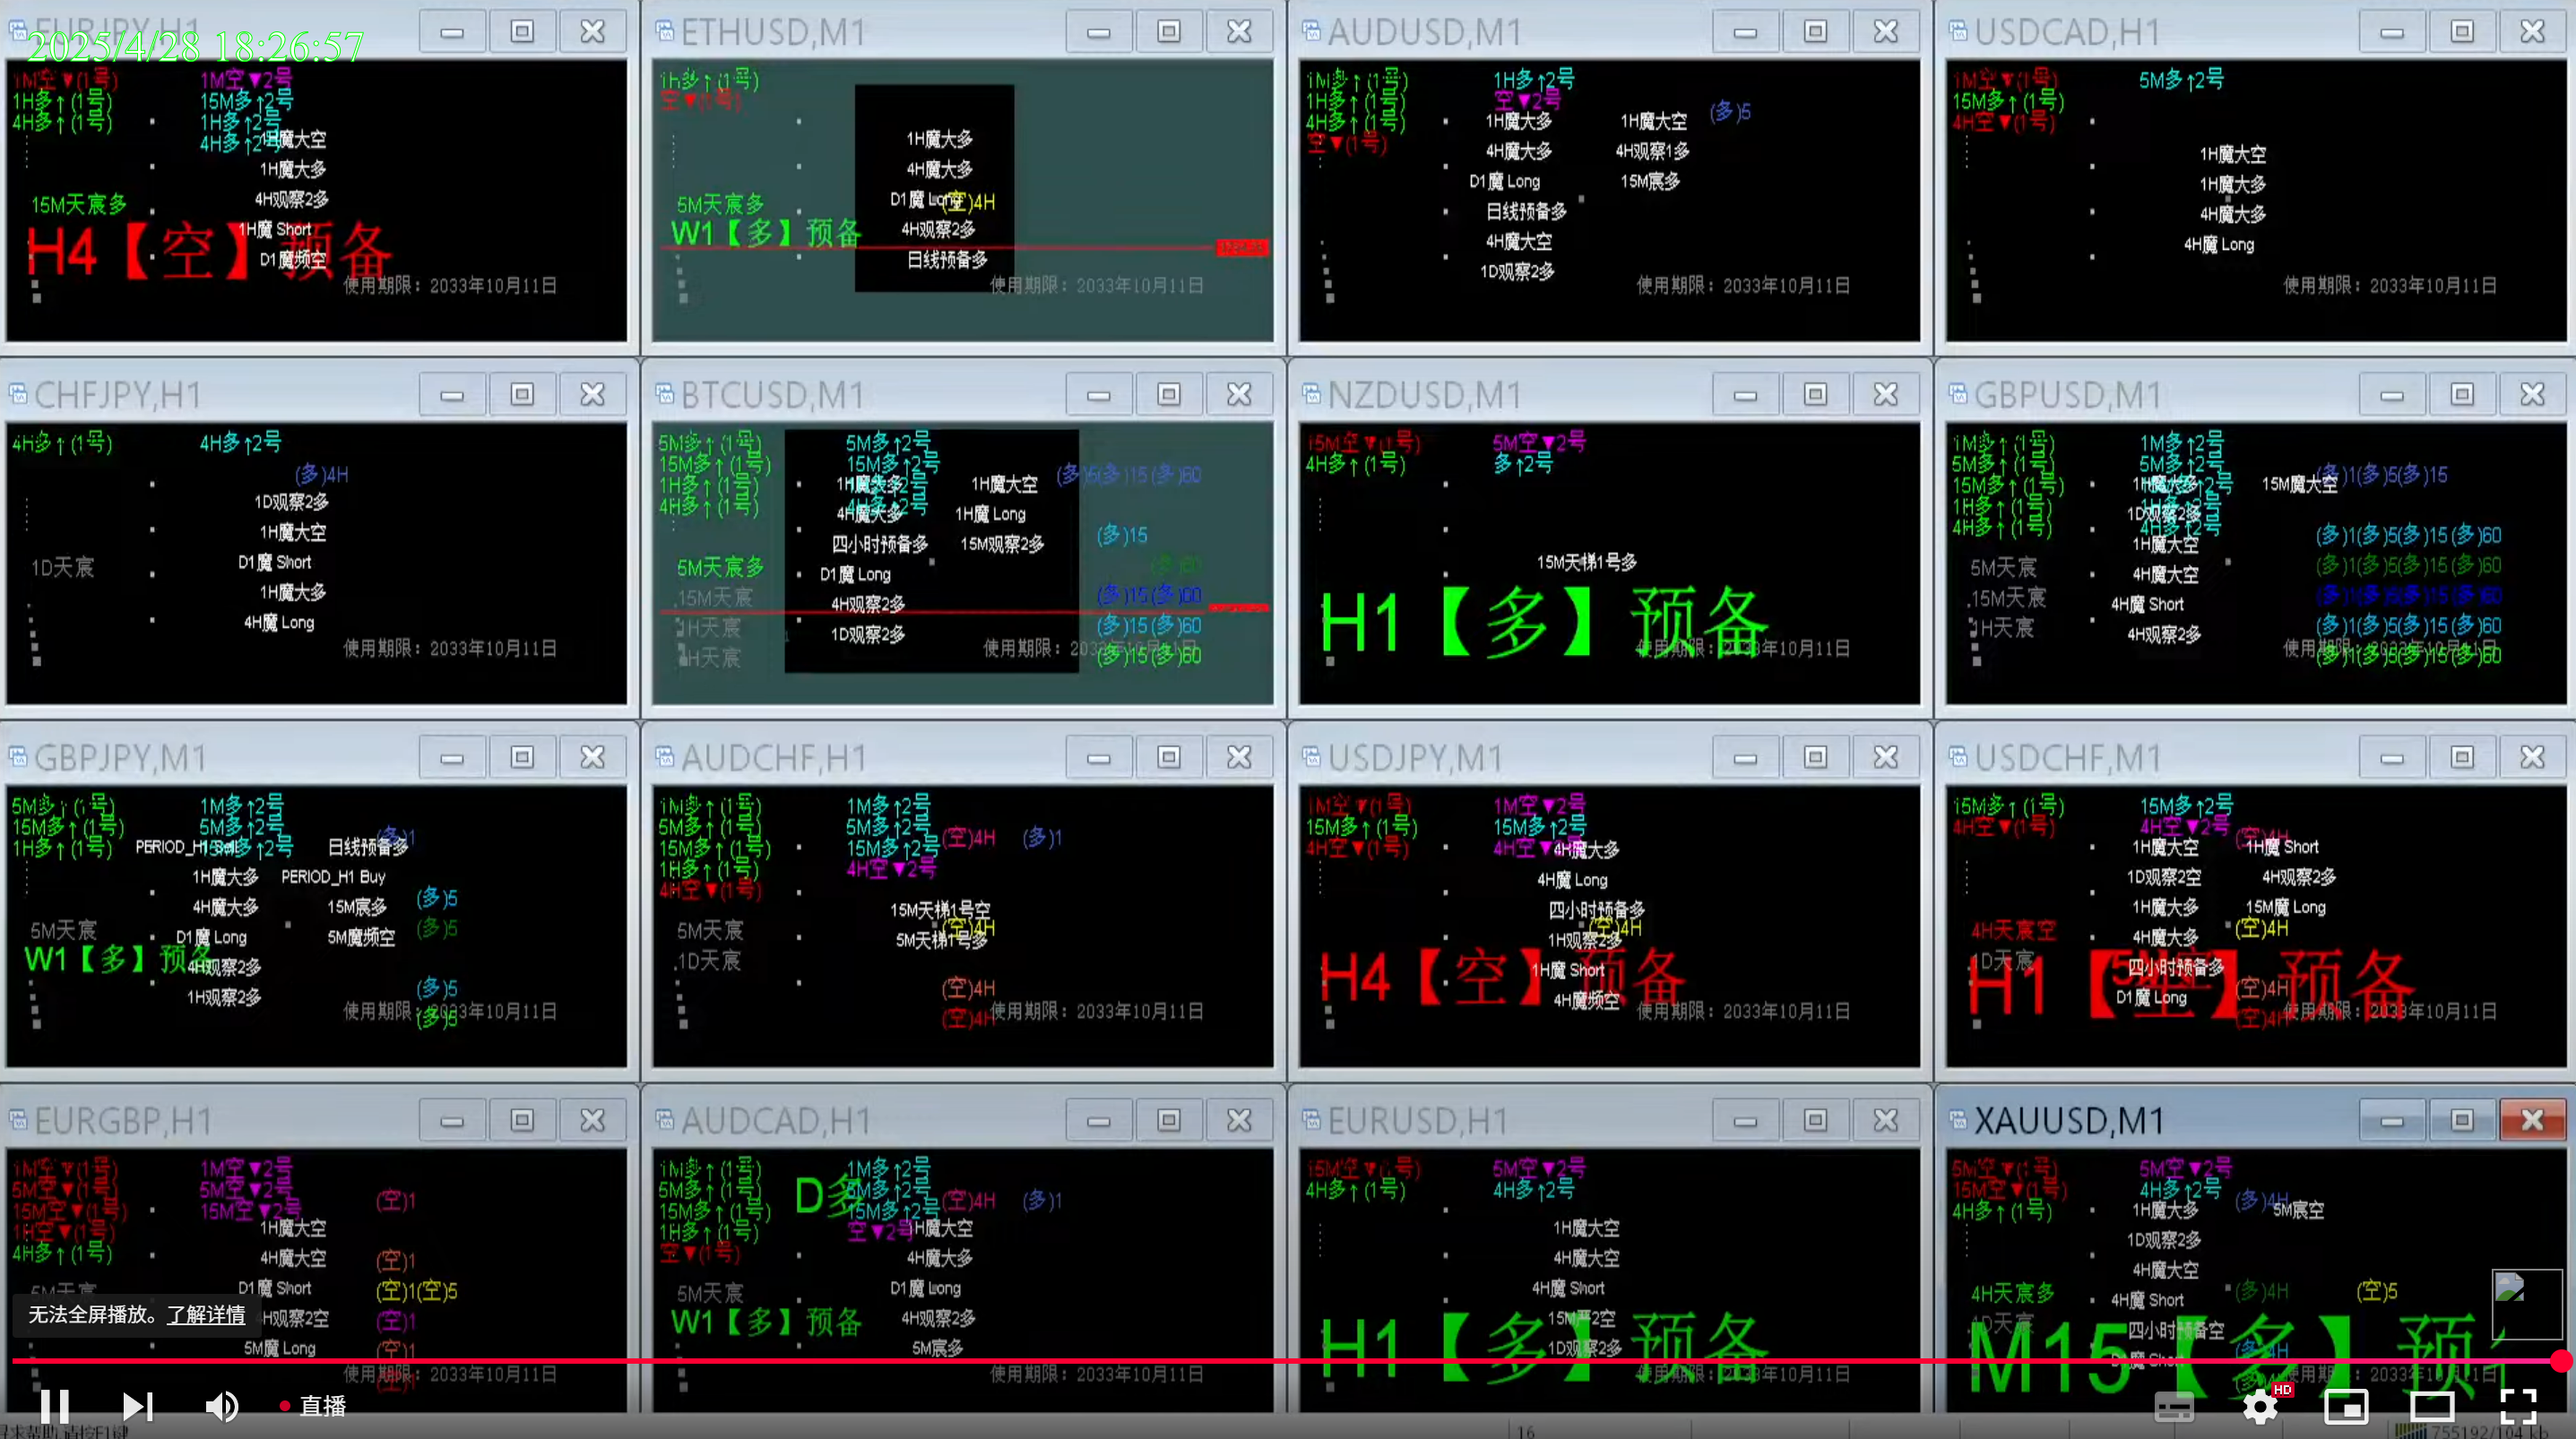 2025/4/28 18:26:57
EURJPY,H1
1M空▼(1号) 1M空▼2号
1H多↑(1号) 15M多↑2号
4H多↑(1号) 1H多↑2号
4H多↑2号
1H魔大空
1H魔大多
4H观察2多
15M天宸多
1H魔 Short
H4【空】预备
D1魔频空
使用期限：2033年10月11日
ETHUSD,M1
1H多↑(1号)
空▼(1号)
1H魔大多
4H魔大多
D1魔 Long
(空)4H
5M天宸多
W1【多】预备
4H观察2多
日线预备多
使用期限：2033年10月11日
AUDUSD,M1
1M多↑(1号) 1H多↑2号
1H多↑(1号) 空▼2号
4H多↑(1号)
空▼(1号)
(多)5
1H魔大多 1H魔大空
4H魔大多 4H观察1多
D1魔 Long 15M宸多
日线预备多
4H魔大空
1D观察2多
使用期限：2033年10月11日
USDCAD,H1
1M空▼(1号) 5M多↑2号
15M多↑(1号)
4H空▼(1号)
1H魔大空
1H魔大多
4H魔大多
4H魔 Long
使用期限：2033年10月11日
CHFJPY,H1
4H多↑(1号) 4H多↑2号
(多)4H
1D观察2多
1H魔大空
1D天宸
D1魔 Short
1H魔大多
4H魔 Long
使用期限：2033年10月11日
BTCUSD,M1
5M多↑(1号) 5M多↑2号
15M多↑(1号) 15M多↑2号
1H多↑(1号)
4H多↑(1号)
(多)5(多)15(多)60
1H魔大多 1H魔大空
4H魔大多 1H魔 Long
四小时预备多 15M观察2多
(多)15
5M天宸多
D1魔 Long
15M天宸
4H观察2多
(多)15(多)60
1H天宸
1D观察2多
(多)15(多)60
H天宸
(多)15(多)60
NZDUSD,M1
15M空▼(1号) 5M空▼2号
4H多↑(1号) 多↑2号
15M天梯1号多
H1【多】预备
使用期限：2033年10月11日
GBPUSD,M1
1M多↑(1号) 1M多↑2号
5M多↑(1号) 5M多↑2号
15M多↑(1号)
1H多↑(1号)
4H多↑(1号)
(多)1(多)5(多)15
1H魔大多 15M魔大空
1D观察2多
1H魔大空
4H魔大空
4H魔 Short
4H观察2多
5M天宸
15M天宸
1H天宸
(多)1(多)5(多)15(多)60
(多)1(多)5(多)15(多)60
(多)1(多)5(多)15(多)60
(多)1(多)5(多)15(多)60
(多)1(多)5(多)15(多)60
GBPJPY,M1
5M多↑(1号) 1M多↑2号
15M多↑(1号) 5M多↑2号
1H多↑(1号) 15M多↑2号
(多)1
日线预备多
1H魔大多 PERIOD_H1 Buy
4H魔大多 15M宸多
D1魔 Long 5M魔频空
4H观察2多
1H观察2多
5M天宸
W1【多】预备
(多)5
(多)5
(多)5
(多)5
使用期限：2033年10月11日
AUDCHF,H1
1M多↑(1号) 1M多↑2号
5M多↑(1号) 5M多↑2号
15M多↑(1号) 15M多↑2号
1H多↑(1号) 4H空▼2号
4H空▼(1号)
(空)4H (多)1
15M天梯1号空
(空)4H
5M天梯1号多
5M天宸
1D天宸
(空)4H
(空)4H
使用期限：2033年10月11日
USDJPY,M1
1M空▼(1号) 1M空▼2号
15M多↑(1号) 15M多↑2号
4H空▼(1号) 4H空▼2号
4H魔大多
4H魔 Long
四小时预备多
(空)4H
1H观察2多
1H魔 Short
4H魔频空
H4【空】预备
使用期限：2033年10月11日
USDCHF,M1
15M多↑(1号) 15M多↑2号
4H空▼(1号) 4H空▼2号
(空)4H
1H魔大空 1H魔 Short
1D观察2空 4H观察2多
1H魔大多 15M魔 Long
4H魔大多 (空)4H
四小时预备多
D1魔 Long
4H天宸空
1D天宸
H1【空】预备
(空)4H
(空)4H
使用期限：2033年10月11日
EURGBP,H1
1M空▼(1号) 1M空▼2号
5M空▼(1号) 5M空▼2号
15M空▼(1号) 15M空▼2号
1H空▼(1号)
4H多↑(1号)
(空)1
1H魔大空
4H魔大空
(空)1
D1魔 Short
(空)1(空)5
4H观察2空
(空)1
5M魔 Long
(空)1
使用期限：2033年10月11日
AUDCAD,H1
1M多↑(1号) 1M多↑2号
5M多↑(1号) 5M多↑2号
15M多↑(1号) 15M多↑2号
1H多↑(1号) 空▼2号
空▼(1号)
D多
(空)4H (多)1
1H魔大空
4H魔大多
D1魔 Long
4H观察2多
5M宸多
5M天宸
W1【多】预备
使用期限：2033年10月11日
EURUSD,H1
15M空▼(1号) 5M空▼2号
4H多↑(1号) 4H多↑2号
1H魔大空
4H魔大空
4H魔 Short
1D观察2多
H1【多】预备
使用期限：2033年10月11日
XAUUSD,M1
5M空▼(1号) 5M空▼2号
15M空▼(1号) 4H多↑2号
4H多↑(1号)
(多)4H
1H魔大多 5M宸空
1D观察2多
4H魔大空
4H魔 Short
四小时预备空
4H天宸多
(多)4H (空)5
M15【多】预
无法全屏播放。了解详情
直播
HD
16
755192/104 kb